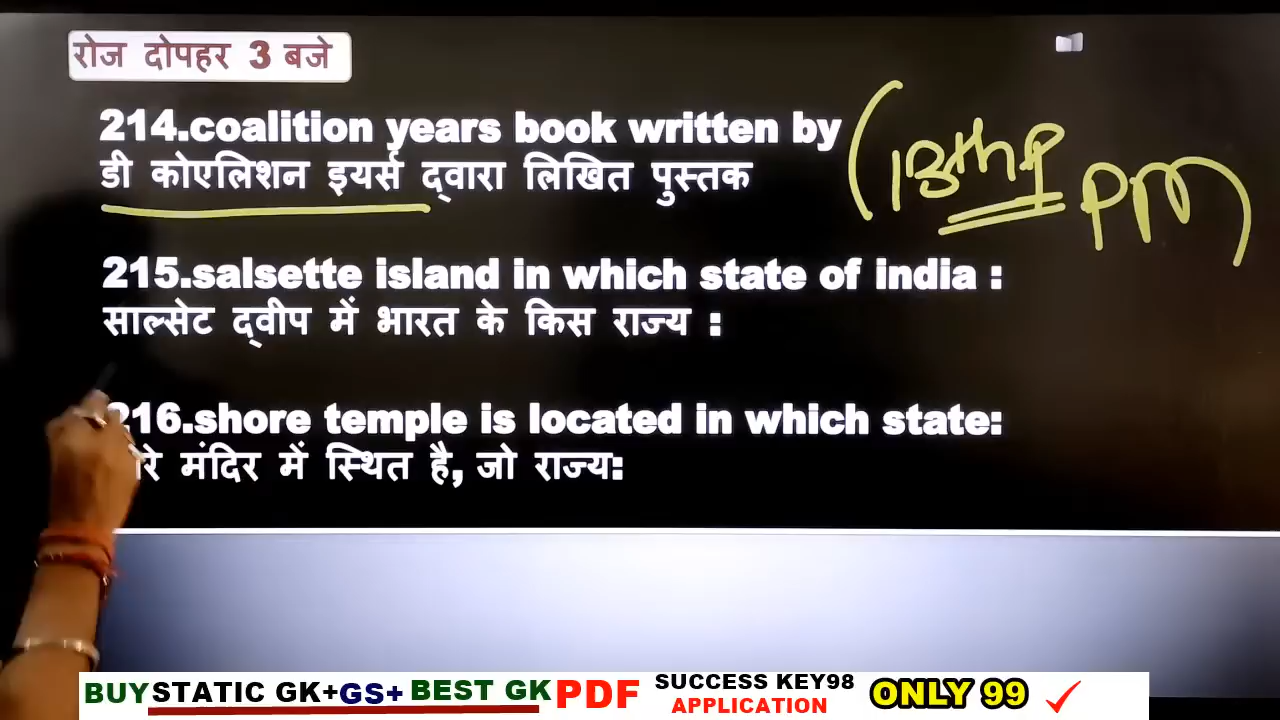 रोज दोपहर 3 बजे
214.coalition years book written by
डी कोएलिशन इयर्स द्वारा लिखित पुस्तक
(13th P PM)
215.salsette island in which state of india :
साल्सेट द्वीप में भारत के किस राज्य :
216.shore temple is located in which state:
रे मंदिर में स्थित है, जो राज्य:
BUY STATIC GK+GS+ BEST GK PDF SUCCESS KEY98 APPLICATION ONLY 99